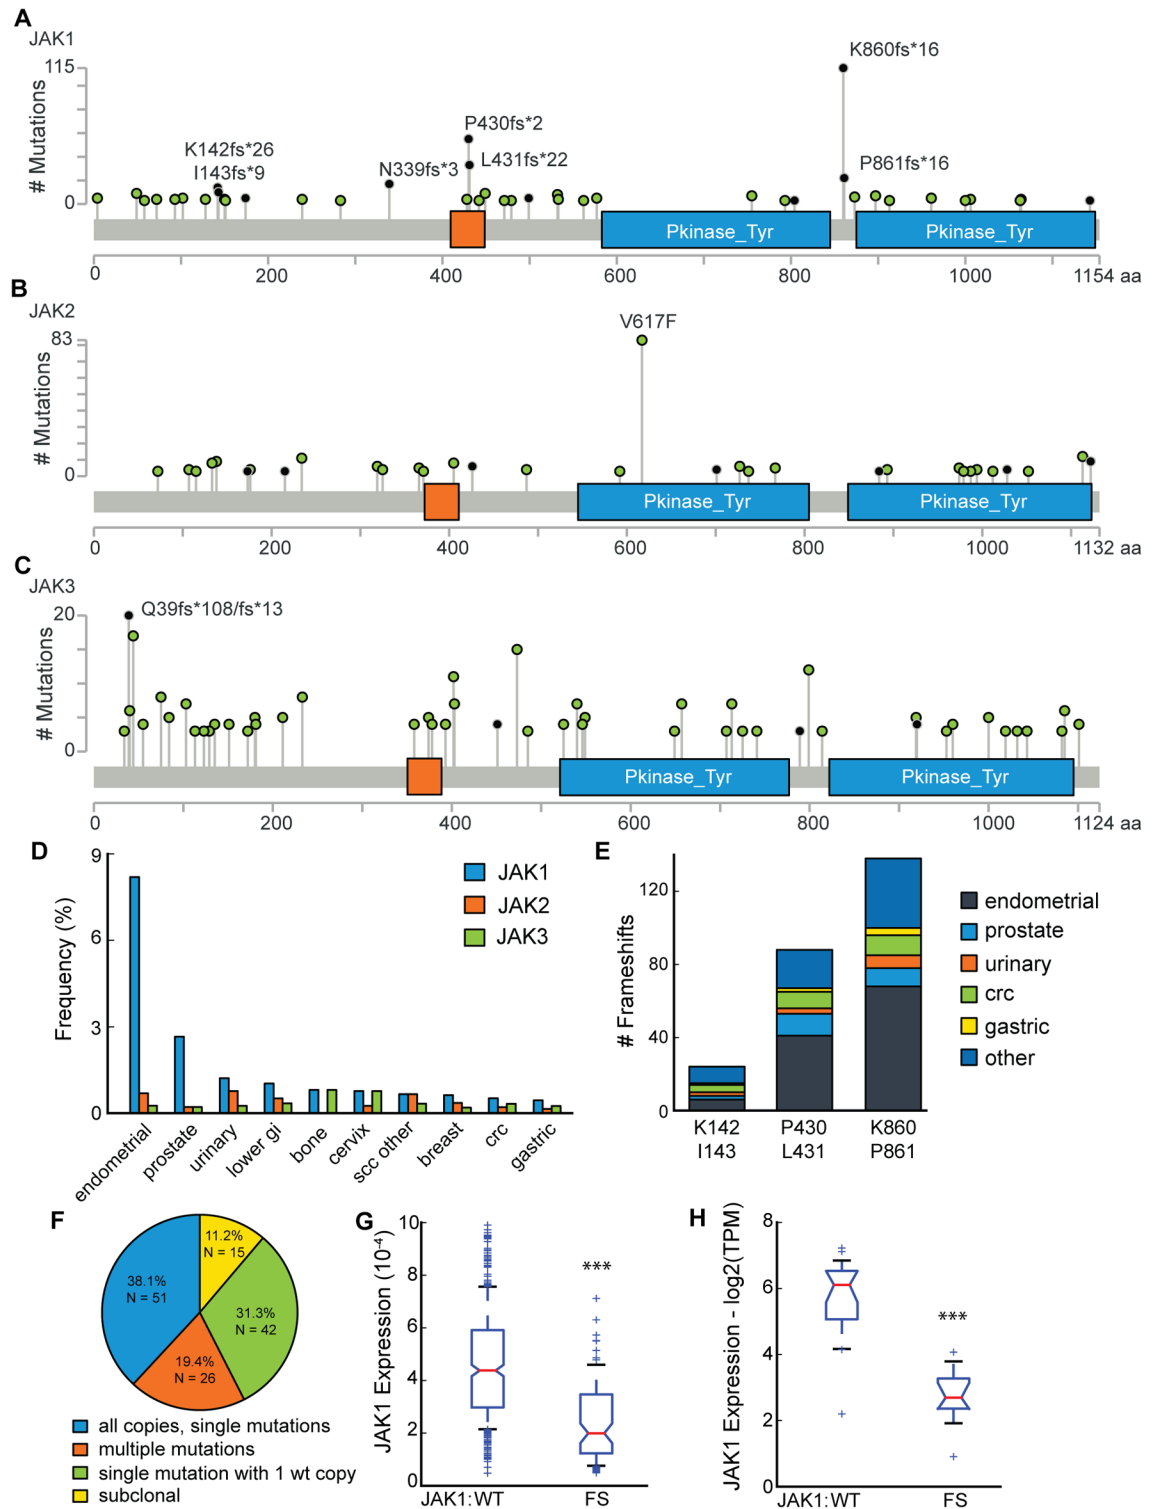 A
JAK1
115
0
# Mutations
K142fs*26
I143fs*9
N339fs*3
P430fs*2
L431fs*22
K860fs*16
P861fs*16
Pkinase_Tyr
Pkinase_Tyr
0 200 400 600 800 1000 1154 aa
B
JAK2
83
0
# Mutations
V617F
Pkinase_Tyr
Pkinase_Tyr
0 200 400 600 800 1000 1132 aa
C
JAK3
20
0
# Mutations
Q39fs*108/fs*13
Pkinase_Tyr
Pkinase_Tyr
0 200 400 600 800 1000 1124 aa
D
Frequency (%)
9
6
3
0
JAK1
JAK2
JAK3
endometrial
prostate
urinary
lower gi
bone
cervix
scc other
breast
crc
gastric
E
# Frameshifts
120
80
40
0
K142
I143
P430
L431
K860
P861
endometrial
prostate
urinary
crc
gastric
other
F
11.2%
N = 15
38.1%
N = 51
31.3%
N = 42
19.4%
N = 26
all copies, single mutations
multiple mutations
single mutation with 1 wt copy
subclonal
G
JAK1 Expression (10⁻⁴)
10
8
6
4
2
0
***
JAK1:WT
FS
H
JAK1 Expression - log2(TPM)
8
6
4
2
0
***
JAK1:WT
FS